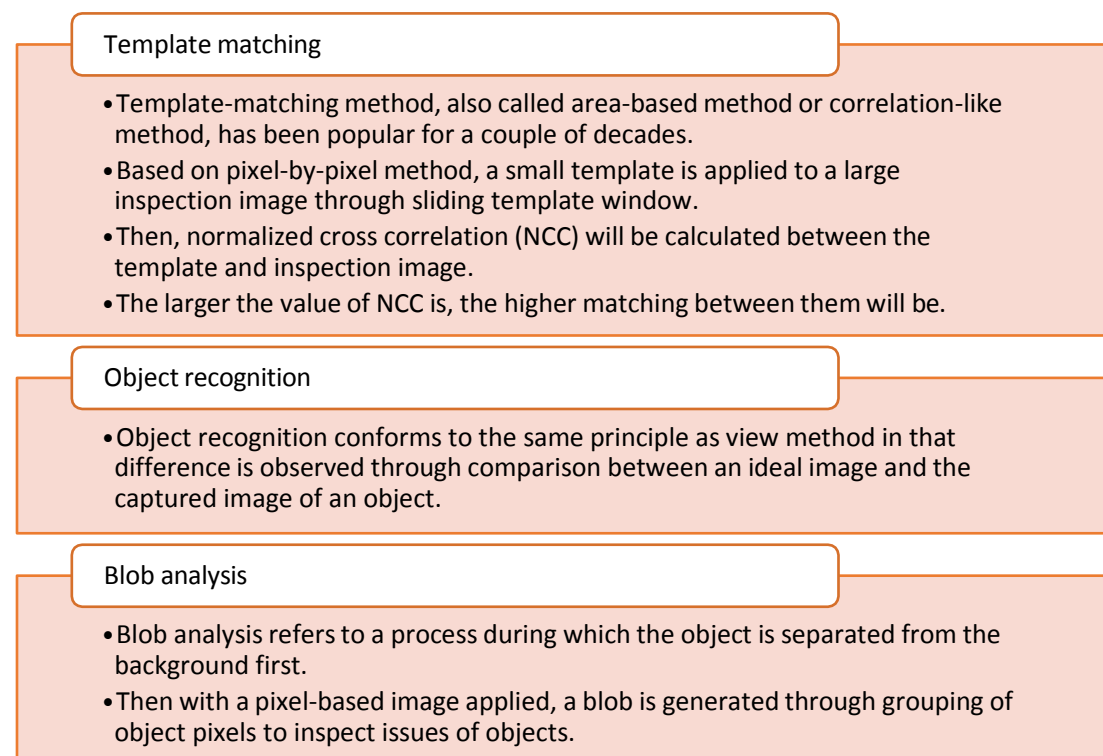 Template matching
•Template-matching method, also called area-based method or correlation-like
method, has been popular for a couple of decades.
•Based on pixel-by-pixel method, a small template is applied to a large
inspection image through sliding template window.
•Then, normalized cross correlation (NCC) will be calculated between the
template and inspection image.
•The larger the value of NCC is, the higher matching between them will be.
Object recognition
•Object recognition conforms to the same principle as view method in that
difference is observed through comparison between an ideal image and the
captured image of an object.
Blob analysis
•Blob analysis refers to a process during which the object is separated from the
background first.
•Then with a pixel-based image applied, a blob is generated through grouping of
object pixels to inspect issues of objects.